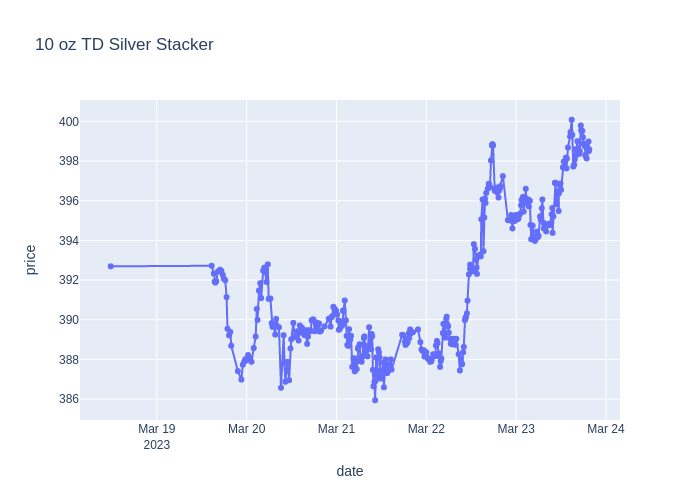 10 oz TD Silver Stacker
400
398
396
394
392
390
388
386
price
Mar 19
2023
Mar 20
Mar 21
Mar 22
Mar 23
Mar 24
date